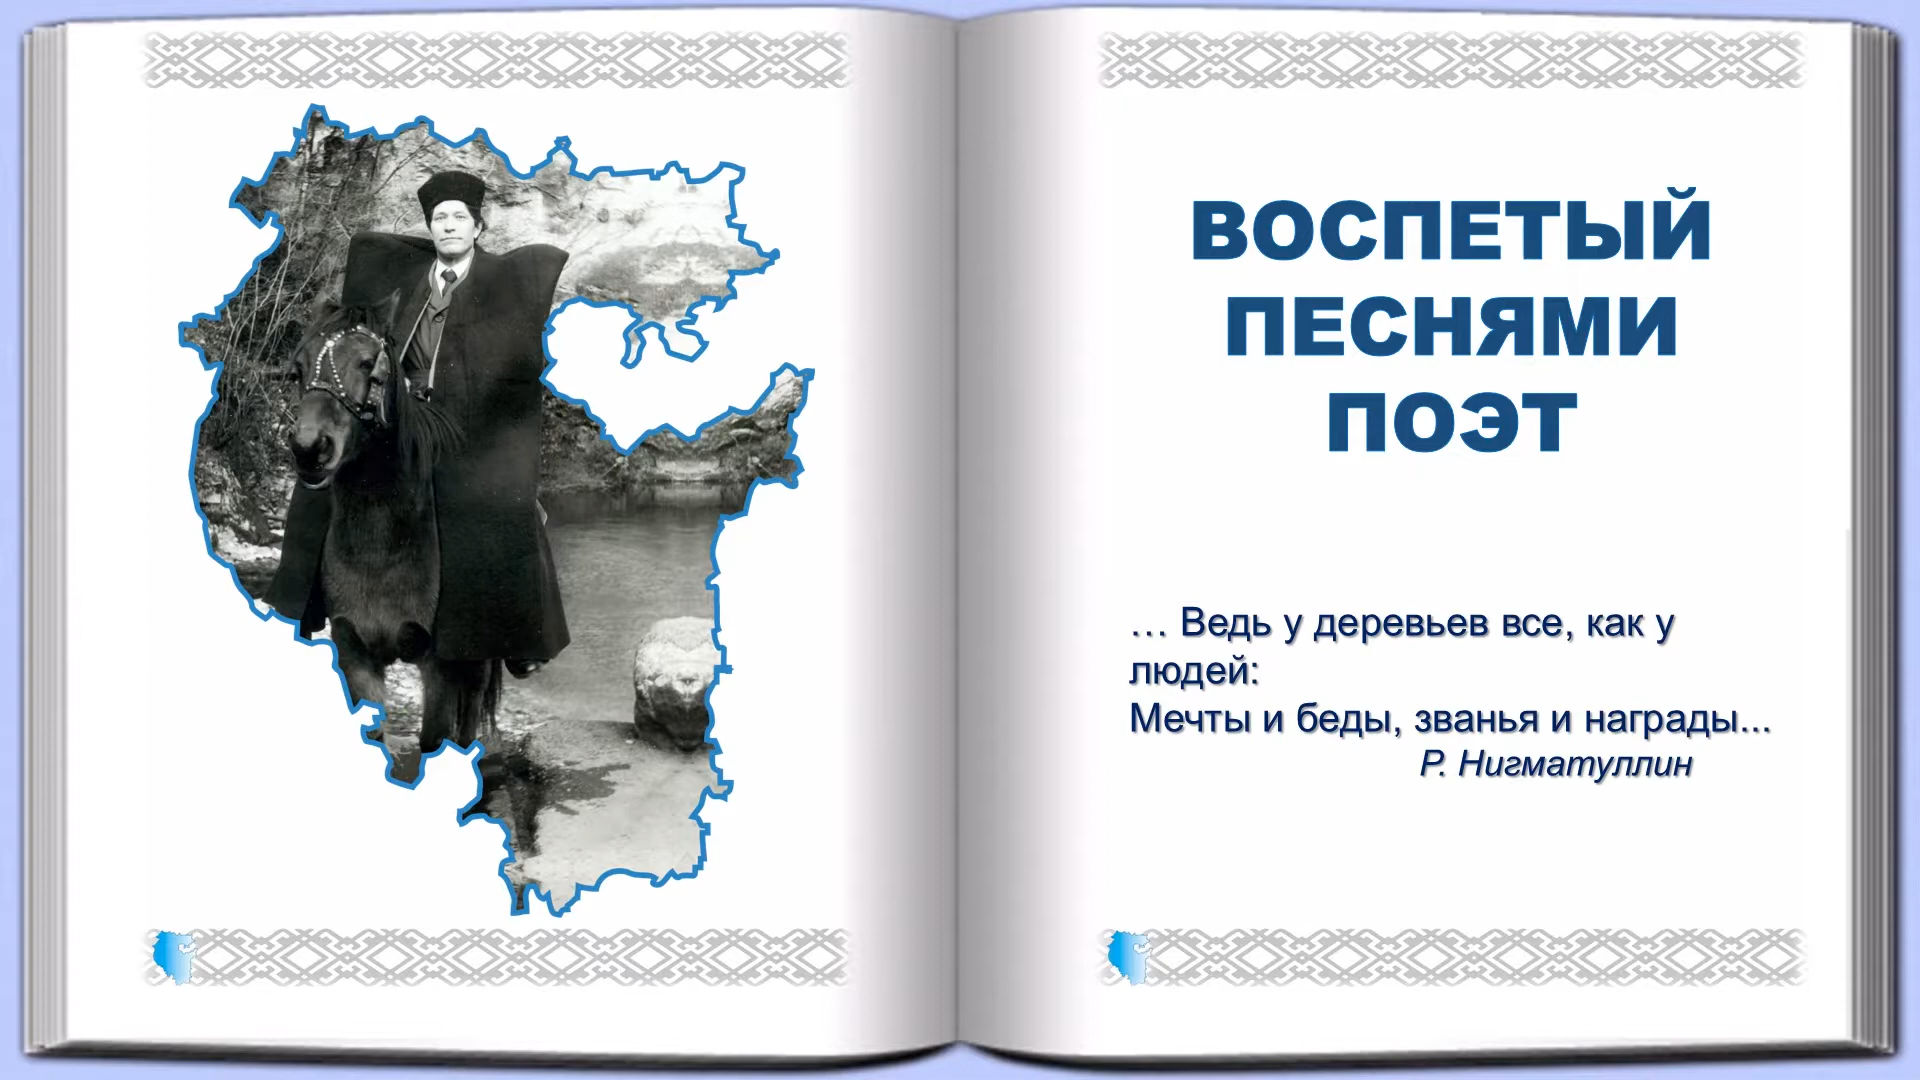 ВОСПЕТЫЙ
ПЕСНЯМИ
ПОЭТ
… Ведь у деревьев все, как у
людей:
Мечты и беды, званья и награды...
Р. Нигматуллин